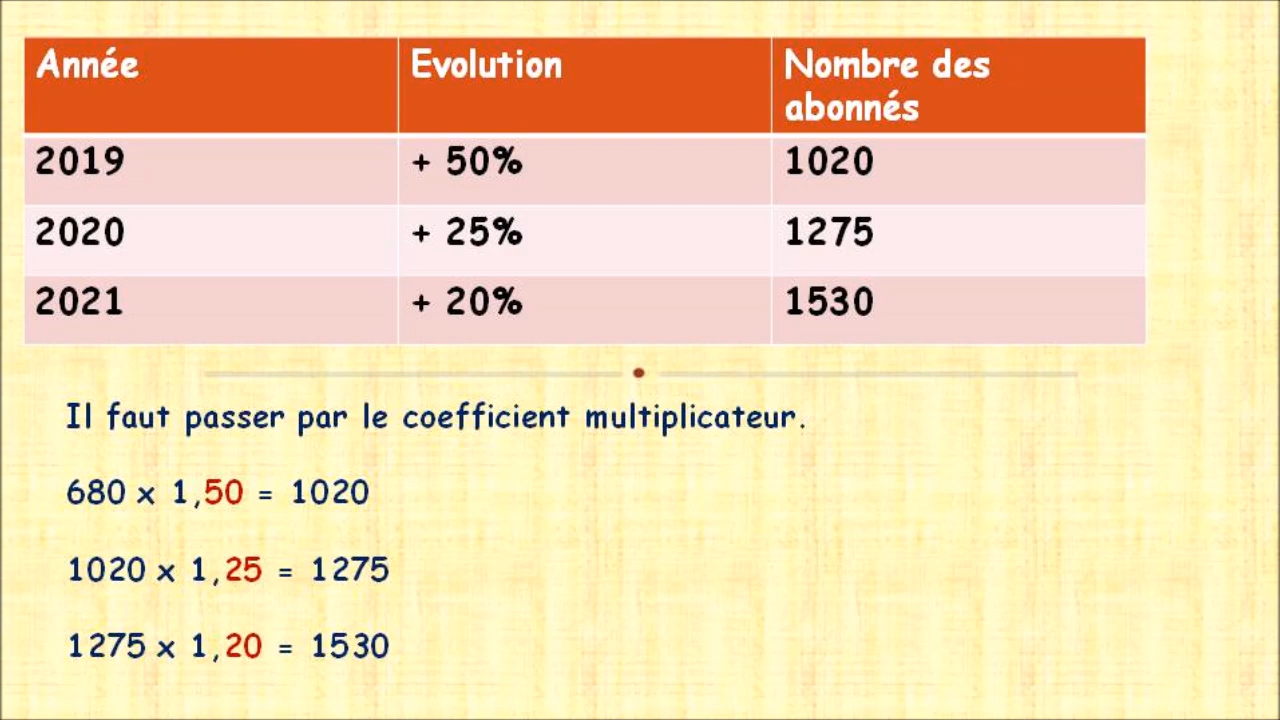 Année Evolution Nombre des
abonnés
2019 + 50% 1020
2020 + 25% 1275
2021 + 20% 1530
Il faut passer par le coefficient multiplicateur.
680 x 1,50 = 1020
1020 x 1,25 = 1275
1275 x 1,20 = 1530